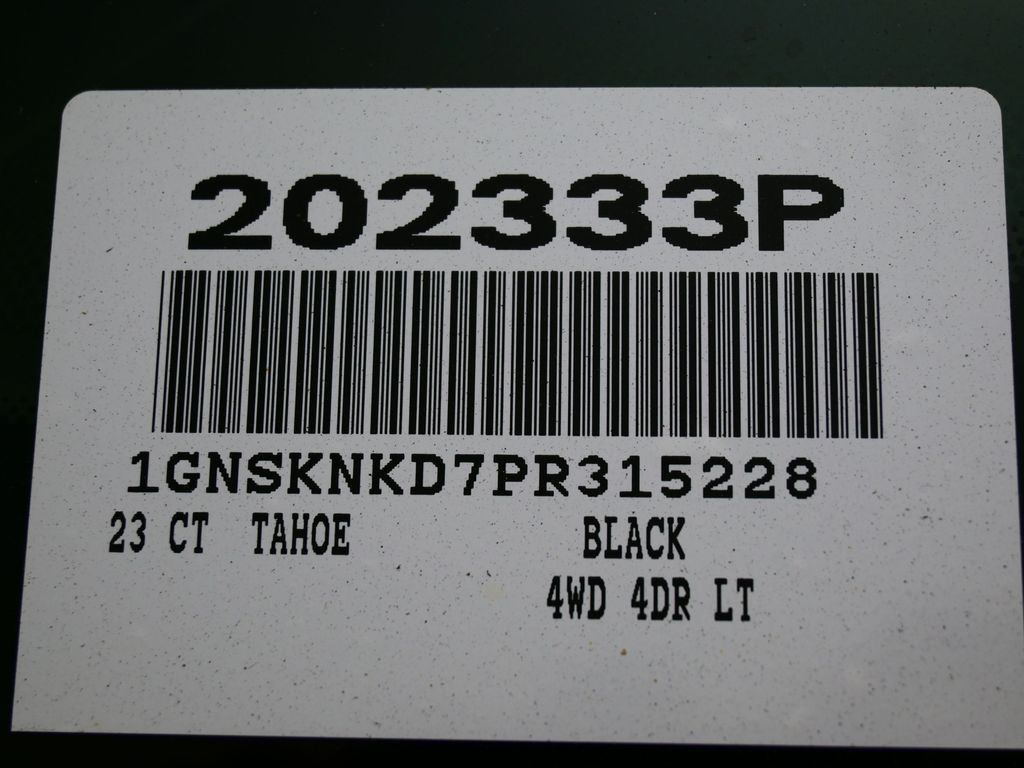 202333P
1GNSKNKD7PR315228
23 CT TAHOE BLACK
4WD 4DR LT